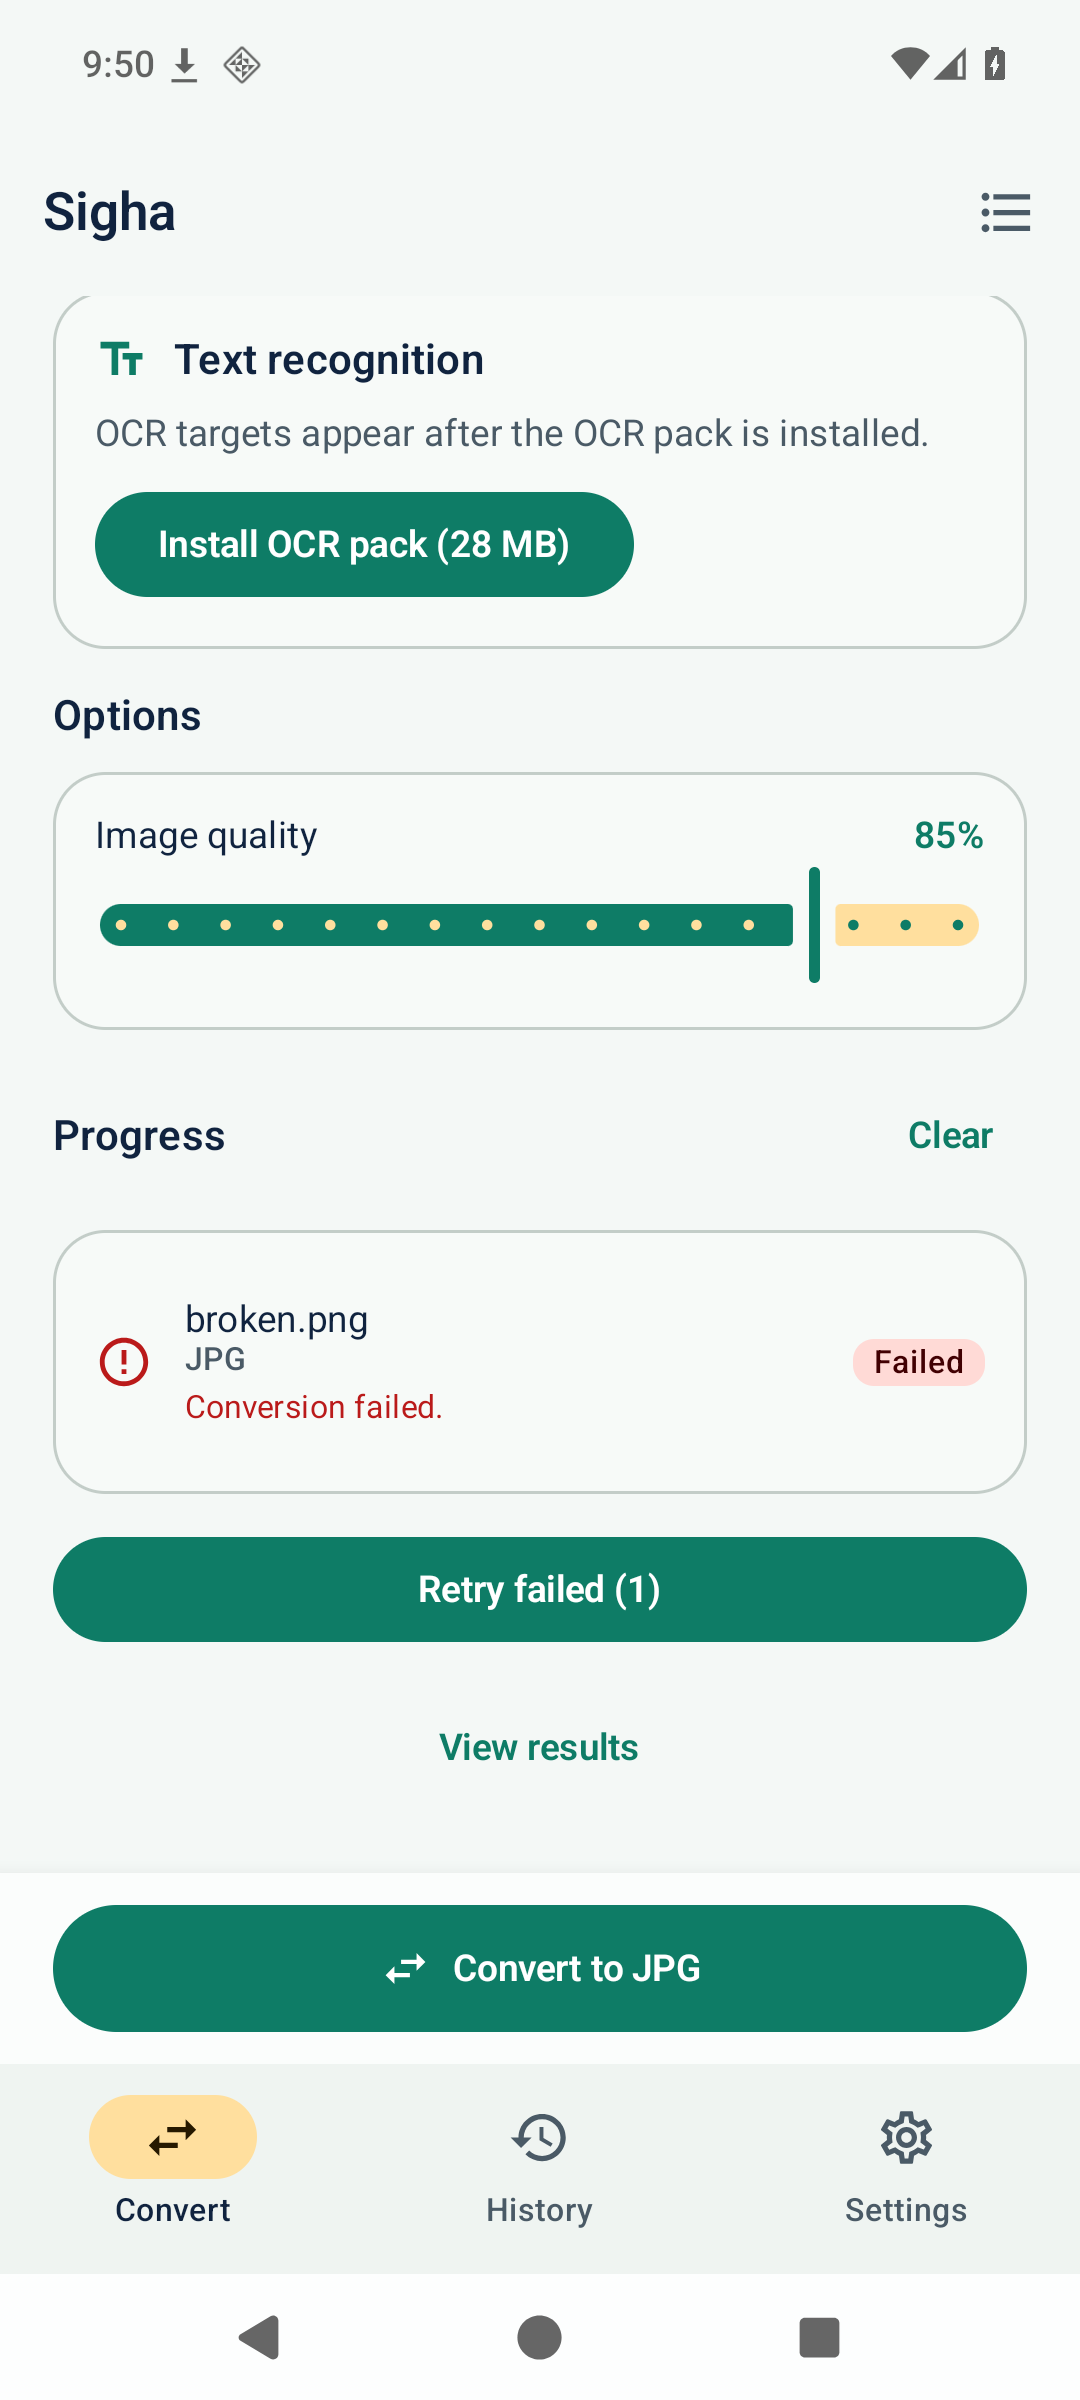 9:50
Sigha
Text recognition
OCR targets appear after the OCR pack is installed.
Install OCR pack (28 MB)
Options
Image quality
85%
Progress
Clear
broken.png
JPG
Conversion failed.
Failed
Retry failed (1)
View results
Convert to JPG
Convert
History
Settings